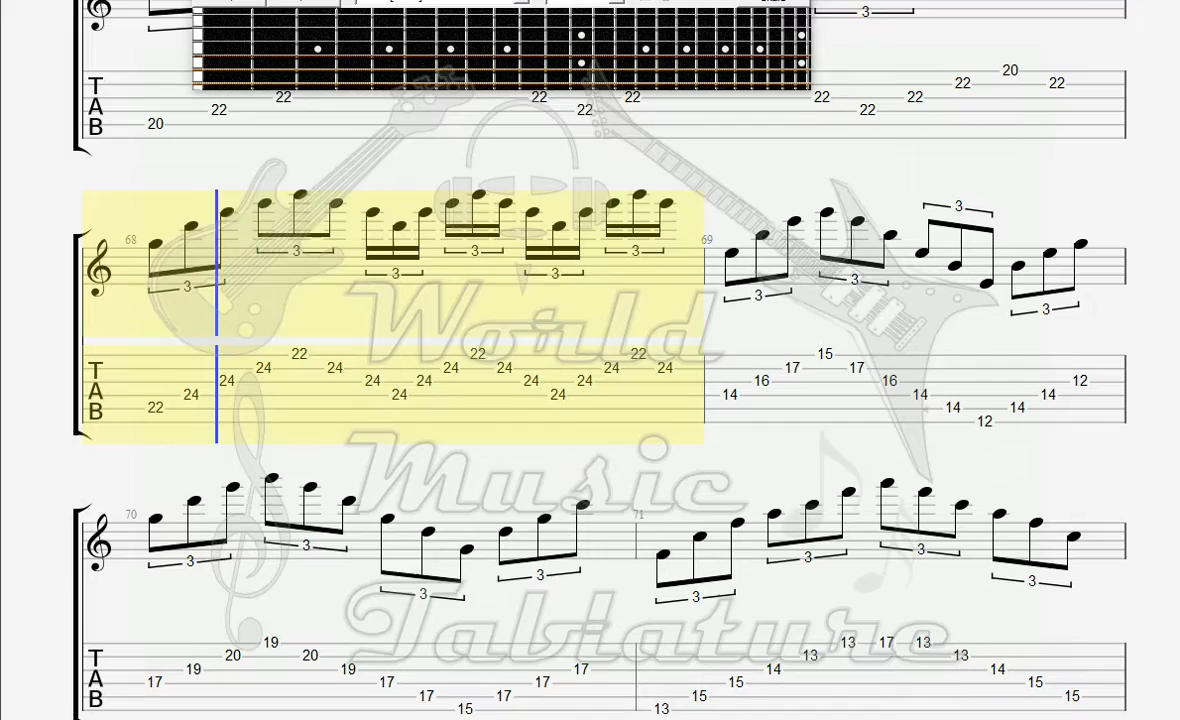 3
20 22 22 22 22 22 22 22 22 22 20 22
T
A
B
68 69
3 3 3 3 3 3 3 3 3 3
World
22 24 24 24 22 24 24 24 24 24 22 24 24 24 24 24 22 24 14 16 17 15 17 16 14 14 12 14 14 12
T
A
B
Music
70 71
3 3 3 3 3 3 3 3
Tablature
17 19 20 19 20 19 17 17 15 17 17 17 13 15 15 14 13 13 17 13 13 14 15 15
T
A
B